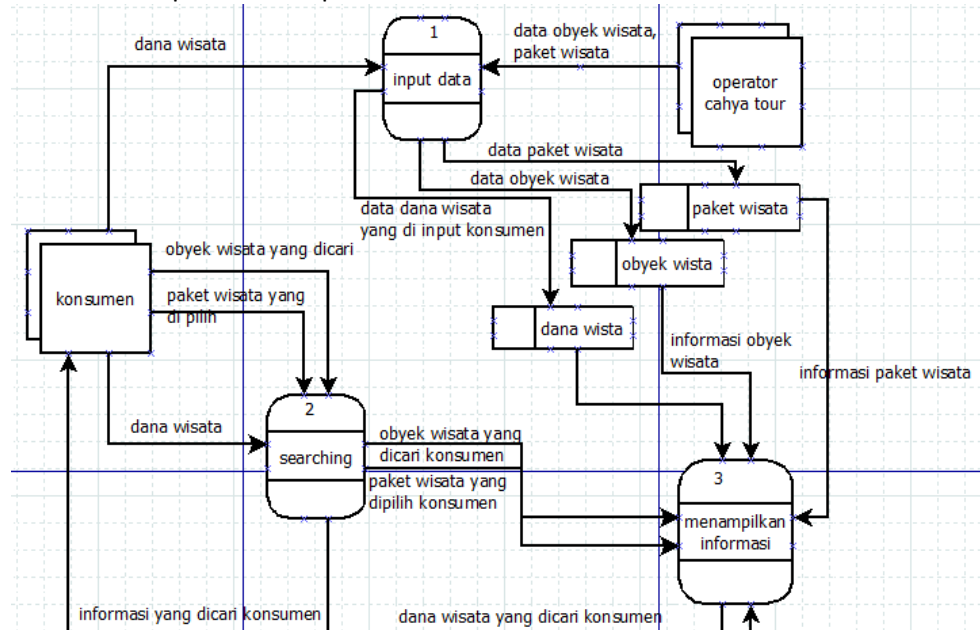 1
input data
dana wisata
data obyek wisata,
paket wisata
operator
cahya tour
data paket wisata
data obyek wisata
data dana wisata
yang di input konsumen
paket wisata
obyek wista
dana wista
konsumen
obyek wisata yang dicari
paket wisata yang
di pilih
informasi obyek
wisata
informasi paket wisata
dana wisata
2
searching
obyek wisata yang
dicari konsumen
paket wisata yang
dipilih konsumen
3
menampilkan
informasi
informasi yang dicari konsumen
dana wisata yang dicari konsumen